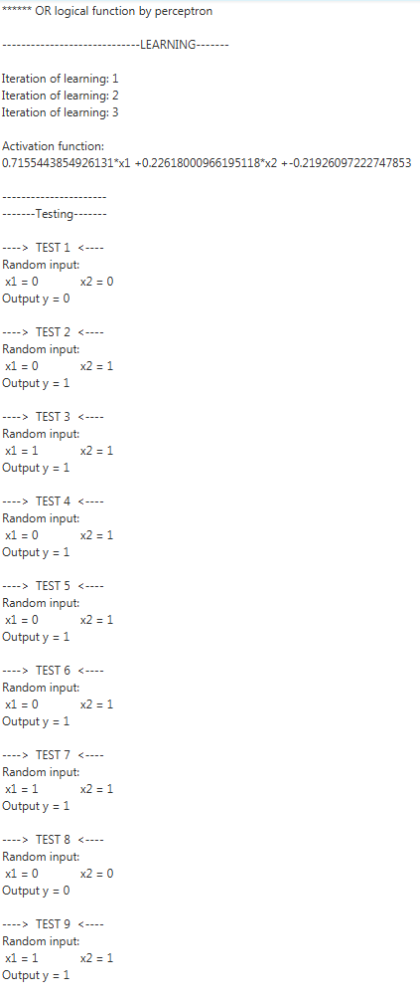 ****** OR logical function by perceptron
-----------------------------LEARNING-------
Iteration of learning: 1
Iteration of learning: 2
Iteration of learning: 3
Activation function:
0.7155443854926131*x1 +0.22618000966195118*x2 +-0.21926097222747853
----------------------
-------Testing-------
----> TEST 1 <----
Random input:
x1 = 0 x2 = 0
Output y = 0
----> TEST 2 <----
Random input:
x1 = 0 x2 = 1
Output y = 1
----> TEST 3 <----
Random input:
x1 = 1 x2 = 1
Output y = 1
----> TEST 4 <----
Random input:
x1 = 0 x2 = 1
Output y = 1
----> TEST 5 <----
Random input:
x1 = 0 x2 = 1
Output y = 1
----> TEST 6 <----
Random input:
x1 = 0 x2 = 1
Output y = 1
----> TEST 7 <----
Random input:
x1 = 1 x2 = 1
Output y = 1
----> TEST 8 <----
Random input:
x1 = 0 x2 = 0
Output y = 0
----> TEST 9 <----
Random input:
x1 = 1 x2 = 1
Output y = 1